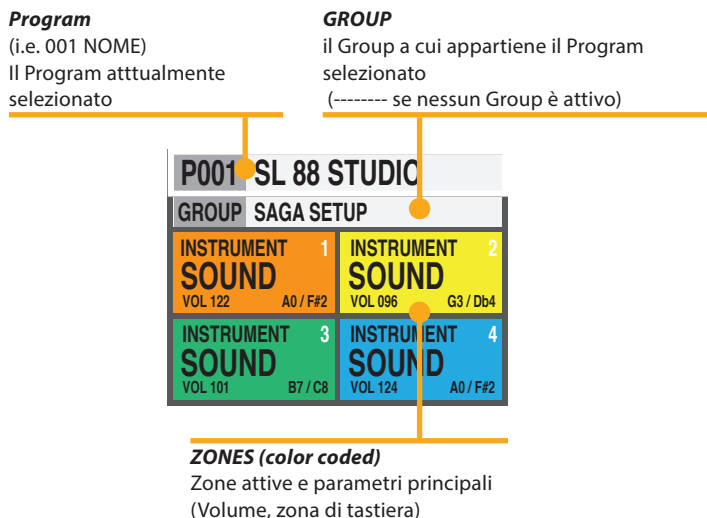 Program
(i.e. 001 NOME)
Il Program atttualmente
selezionato
GROUP
il Group a cui appartiene il Program
selezionato
(-------- se nessun Group è attivo)
P001 SL 88 STUDIO
GROUP SAGA SETUP
INSTRUMENT 1
SOUND
VOL 122 A0 / F#2
INSTRUMENT 2
SOUND
VOL 096 G3 / Db4
INSTRUMENT 3
SOUND
VOL 101 B7 / C8
INSTRUMENT 4
SOUND
VOL 124 A0 / F#2
ZONES (color coded)
Zone attive e parametri principali
(Volume, zona di tastiera)